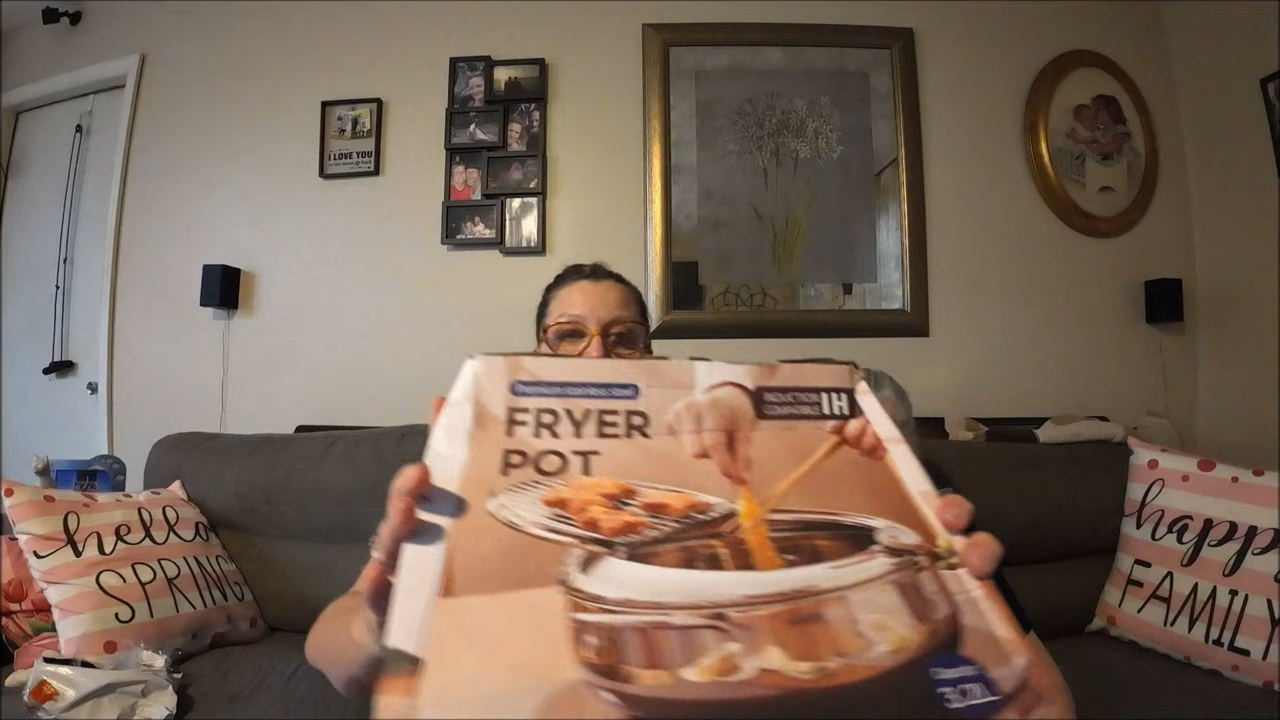 I LOVE YOU
Premium stainless steel
FRYER
POT
INDUCTION
COMPATIBLE
IH
hello
SPRING
happy
FAMILY